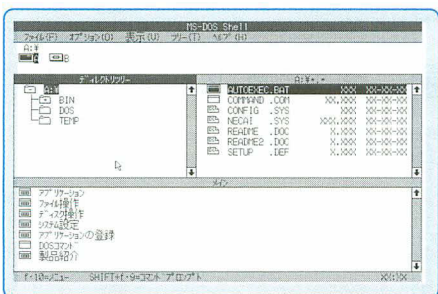 MS-DOS Shell
ファイル(F) オプション(O) 表示(V) ツリー(T) ヘルプ(H)
A:¥
A B
ディレクトリツリー
A:¥
BIN
DOS
TEMP
A:¥*.*
AUTOEXEC.BAT XXX XX-XX-XX
COMMAND .COM XX,XXX XX-XX-XX
CONFIG .SYS XXX XX-XX-XX
NECAI .SYS XXX,XXX XX-XX-XX
README .DOC X,XXX XX-XX-XX
README2 .DOC X,XXX XX-XX-XX
SETUP .DEF X,XXX XX-XX-XX
メイン
アプリケーション
ファイル操作
ディスク操作
システム設定
アプリケーションの登録
DOSコマンド
製品紹介
f・10=メニュー SHIFT+f・9=コマンド プロンプト XX:XX